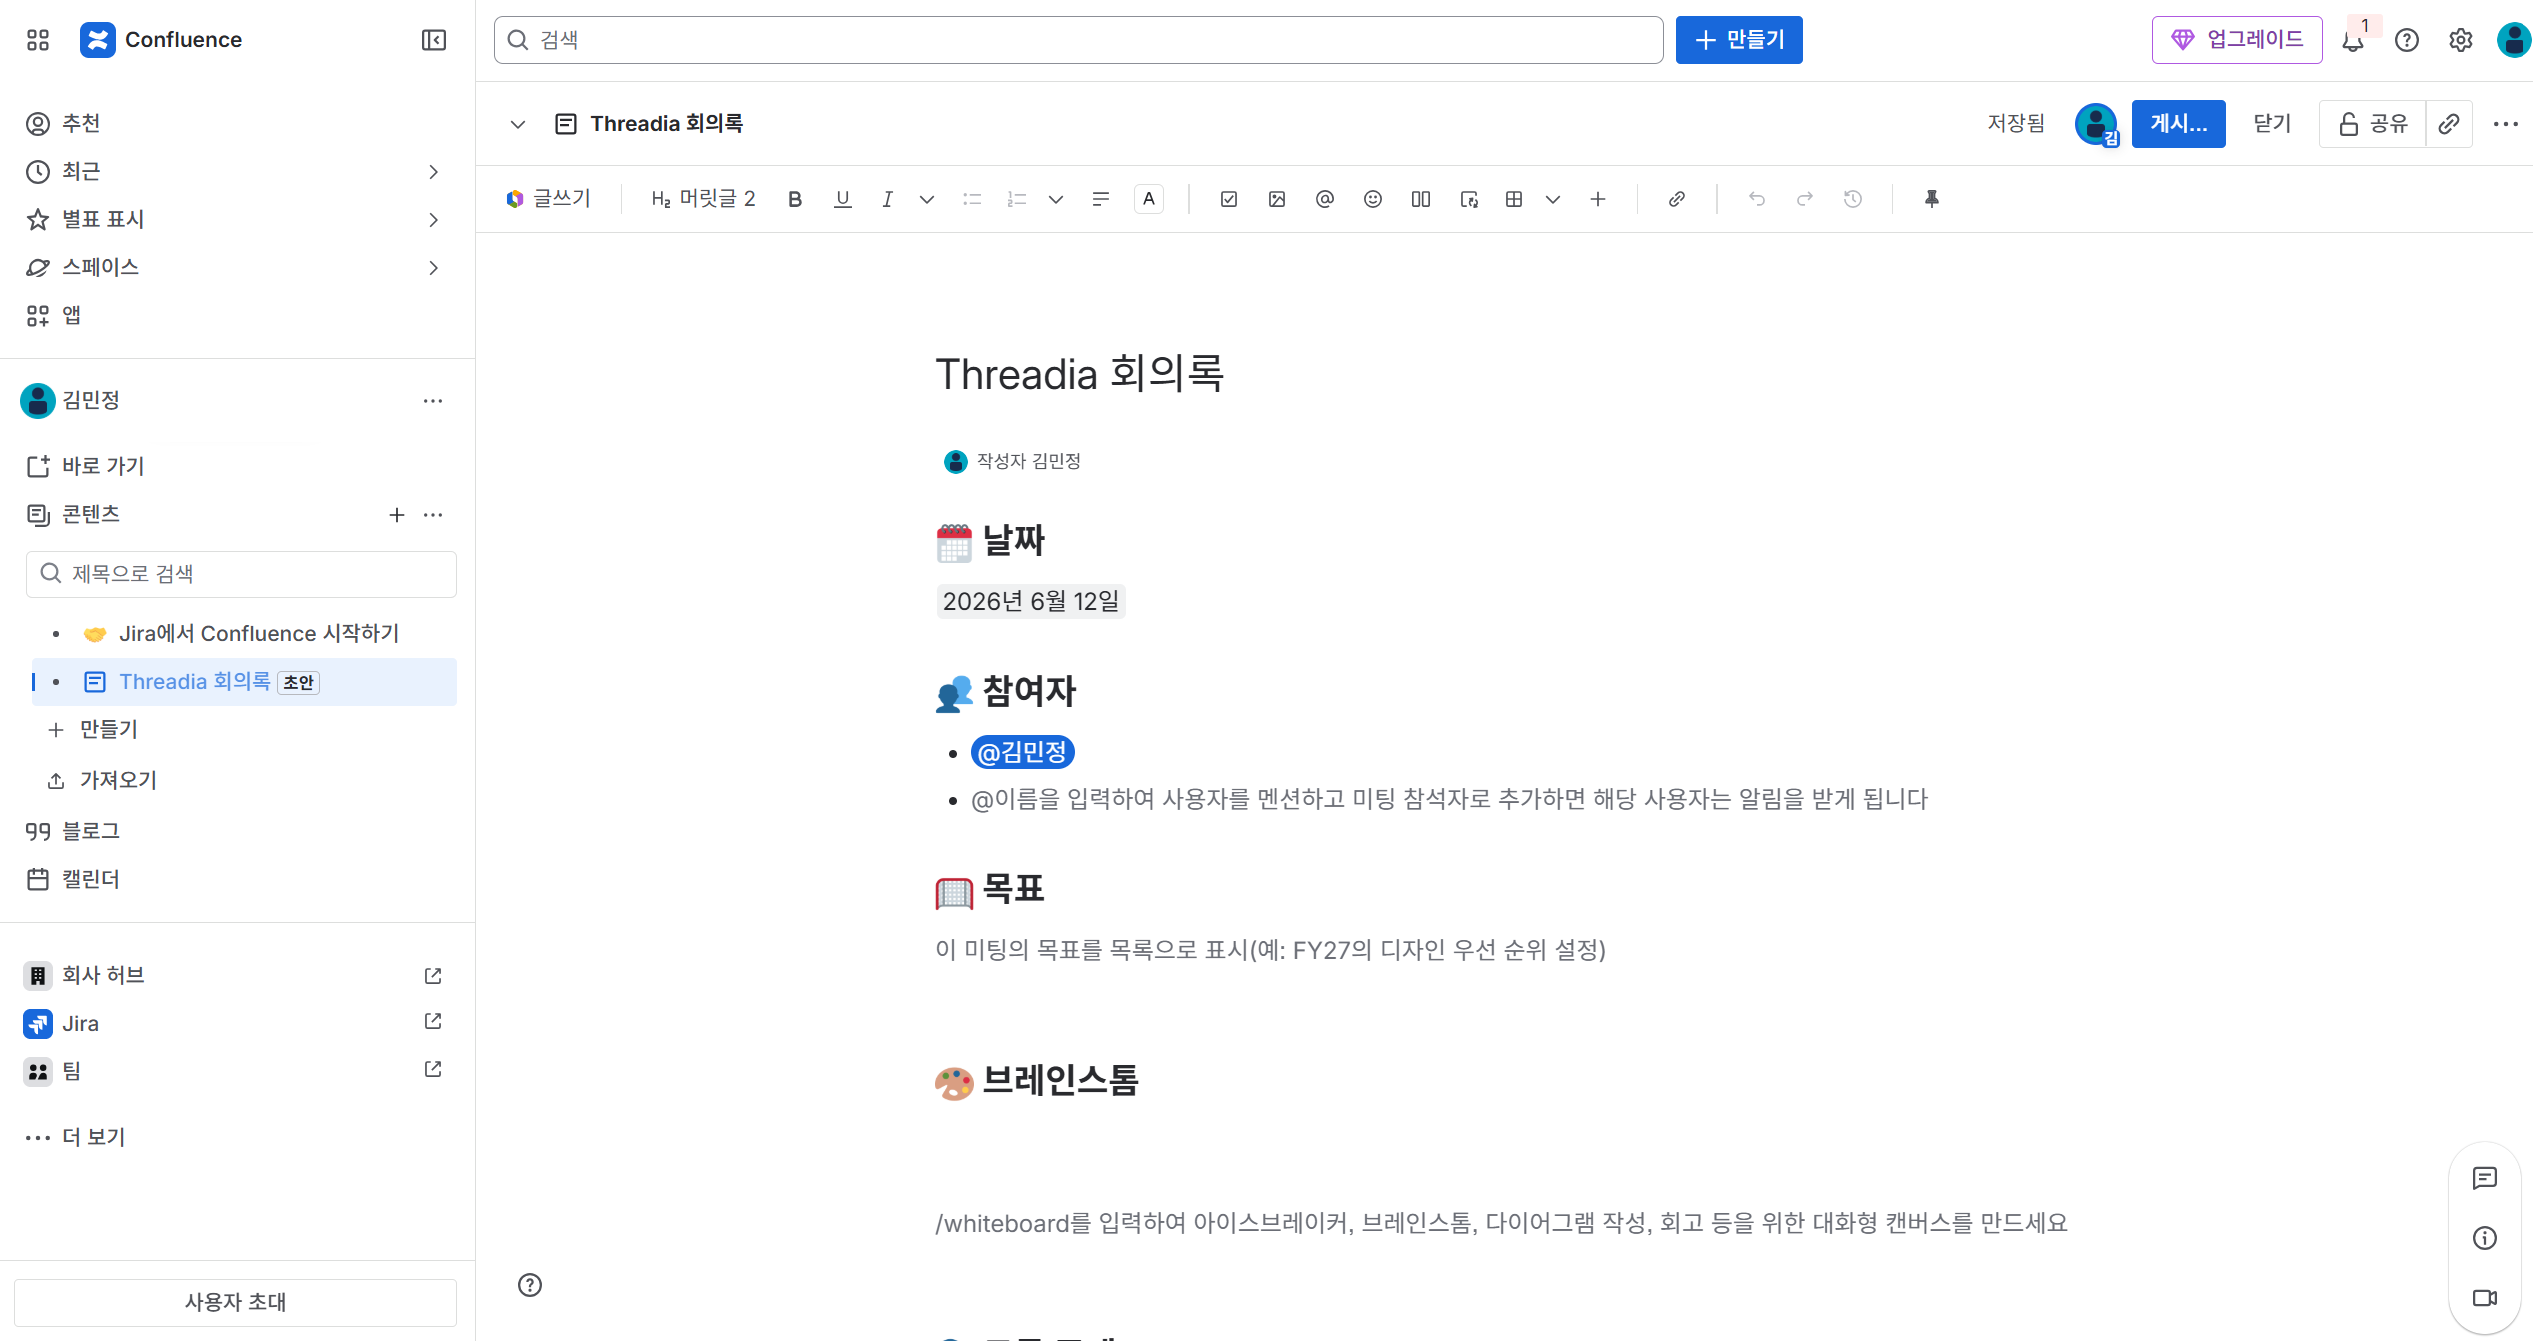 Confluence
검색
만들기
업그레이드
1
추천
최근
별표 표시
스페이스
앱
김민정
바로 가기
콘텐츠
제목으로 검색
Jira에서 Confluence 시작하기
Threadia 회의록 초안
만들기
가져오기
블로그
캘린더
회사 허브
Jira
팀
더 보기
사용자 초대
Threadia 회의록
저장됨
김
게시...
닫기
공유
글쓰기
H2 머릿글 2
B
U
I
A
Threadia 회의록
작성자 김민정
날짜
2026년 6월 12일
참여자
@김민정
@이름을 입력하여 사용자를 멘션하고 미팅 참석자로 추가하면 해당 사용자는 알림을 받게 됩니다
목표
이 미팅의 목표를 목록으로 표시(예: FY27의 디자인 우선 순위 설정)
브레인스톰
/whiteboard를 입력하여 아이스브레이커, 브레인스톰, 다이어그램 작성, 회고 등을 위한 대화형 캔버스를 만드세요